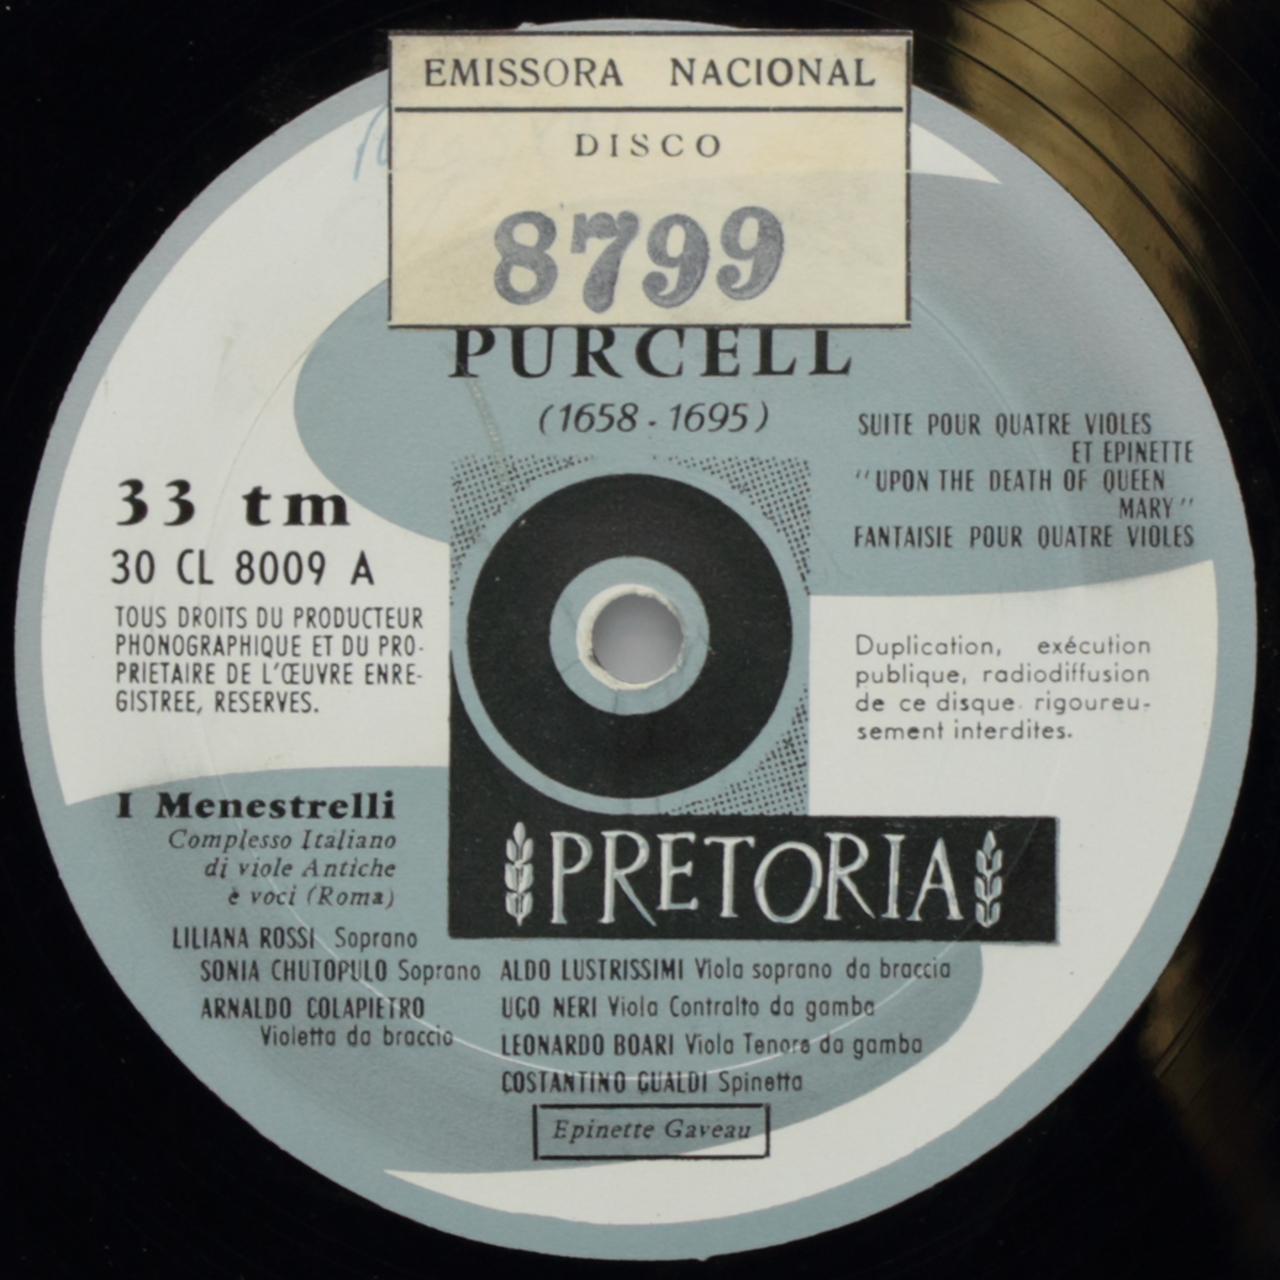 EMISSORA NACIONAL
DISCO
8799
PURCELL
(1658 - 1695)
SUITE POUR QUATRE VIOLES
ET EPINETTE
"UPON THE DEATH OF QUEEN
MARY"
FANTAISIE POUR QUATRE VIOLES
33 tm
30 CL 8009 A
TOUS DROITS DU PRODUCTEUR
PHONOGRAPHIQUE ET DU PRO-
PRIETAIRE DE L'ŒUVRE ENRE-
GISTREE, RESERVES.
Duplication, exécution
publique, radiodiffusion
de ce disque rigoureu-
sement interdites.
I Menestrelli
Complesso Italiano
di viole Antiche
è voci (Roma)
PRETORIA
LILIANA ROSSI Soprano
SONIA CHUTOPULO Soprano
ARNALDO COLAPIETRO
Violetta da braccio
ALDO LUSTRISSIMI Viola soprano da braccia
UGO NERI Viola Contralto da gamba
LEONARDO BOARI Viola Tenore da gamba
COSTANTINO GUALDI Spinetta
Epinette Gaveau